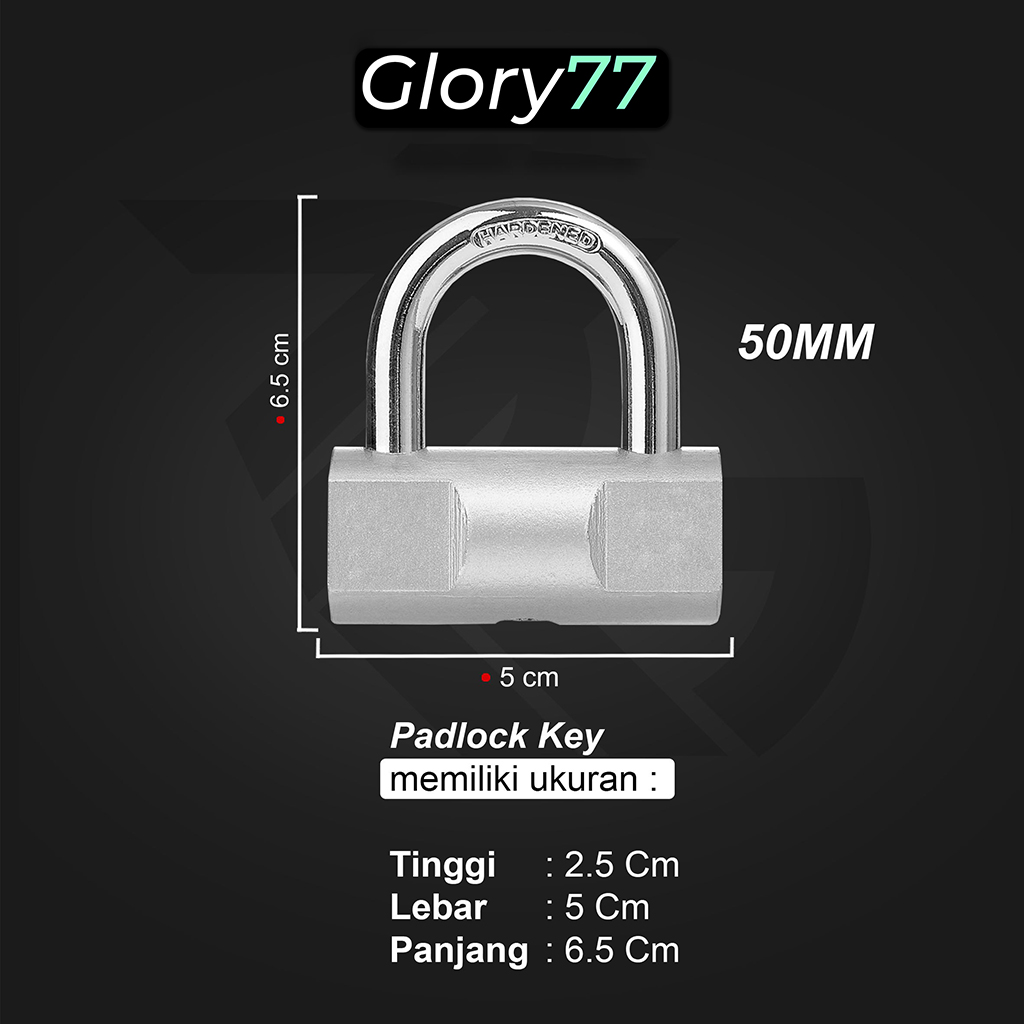 Glory77
HARDENED
50MM
6.5 cm
5 cm
Padlock Key
memiliki ukuran :
Tinggi : 2.5 Cm
Lebar : 5 Cm
Panjang : 6.5 Cm